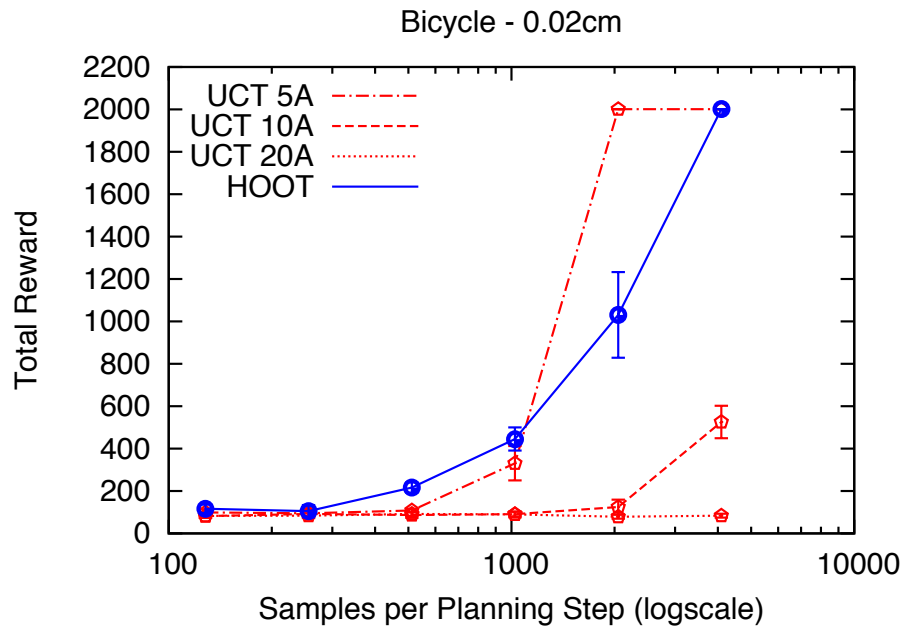 Bicycle - 0.02cm
2200
2000
1800
1600
1400
1200
1000
800
600
400
200
0
UCT 5A
UCT 10A
UCT 20A
HOOT
Total Reward
100
1000
10000
Samples per Planning Step (logscale)